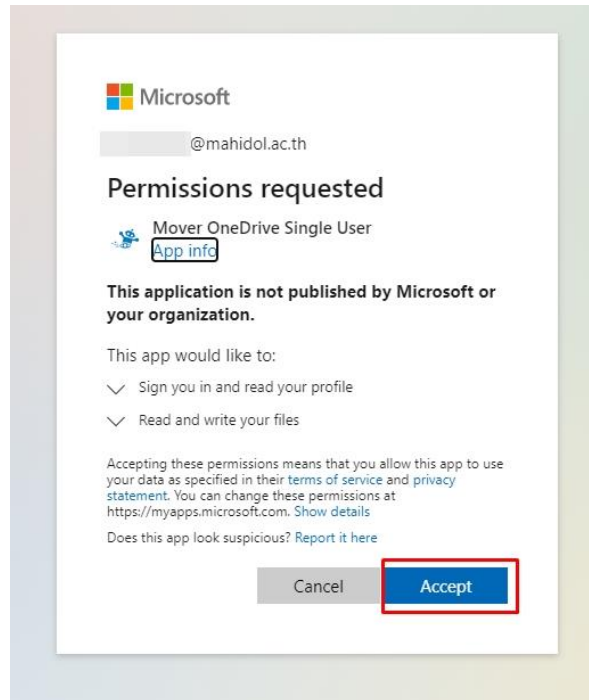 Microsoft
@mahidol.ac.th
Permissions requested
Mover OneDrive Single User
App info
This application is not published by Microsoft or
your organization.
This app would like to:
Sign you in and read your profile
Read and write your files
Accepting these permissions means that you allow this app to use
your data as specified in their terms of service and privacy
statement. You can change these permissions at
https://myapps.microsoft.com. Show details
Does this app look suspicious? Report it here
Cancel
Accept